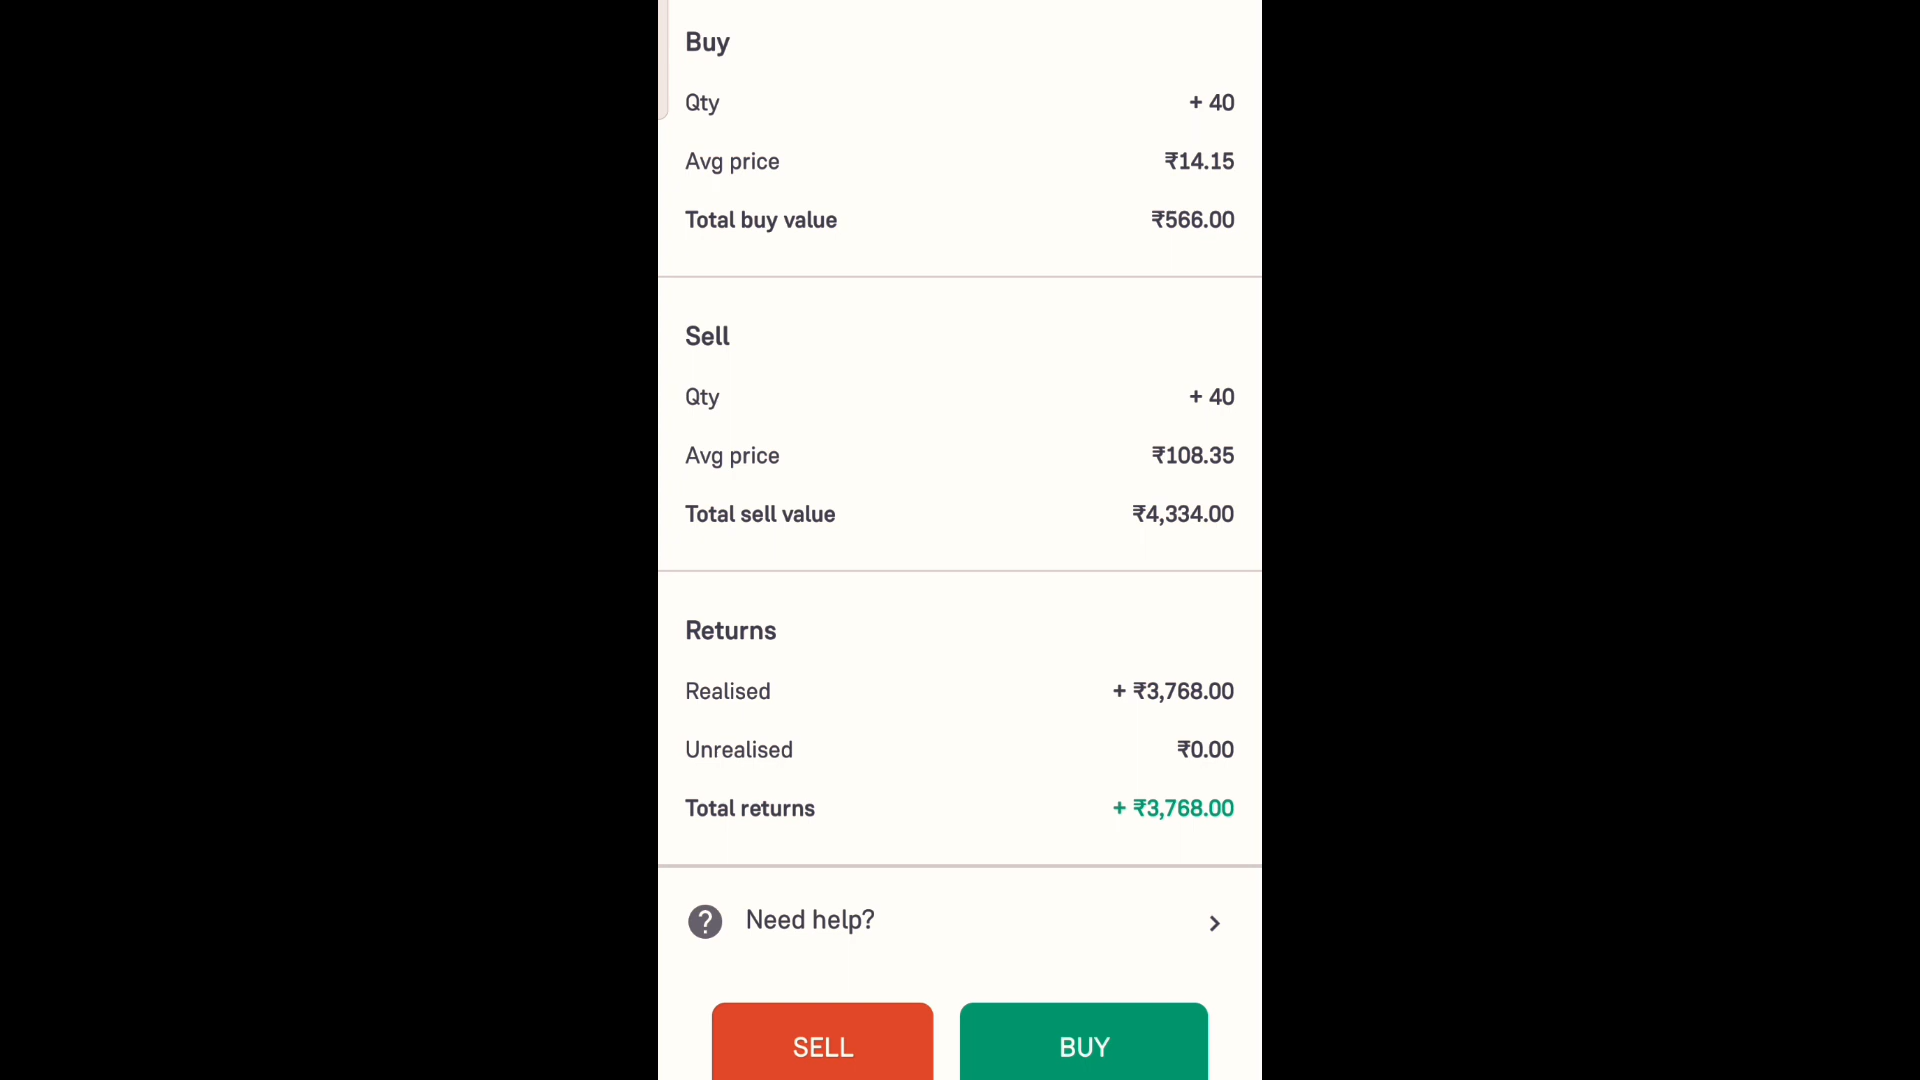 Buy
Qty + 40
Avg price ₹14.15
Total buy value ₹566.00
Sell
Qty + 40
Avg price ₹108.35
Total sell value ₹4,334.00
Returns
Realised + ₹3,768.00
Unrealised ₹0.00
Total returns + ₹3,768.00
? Need help? >
SELL BUY